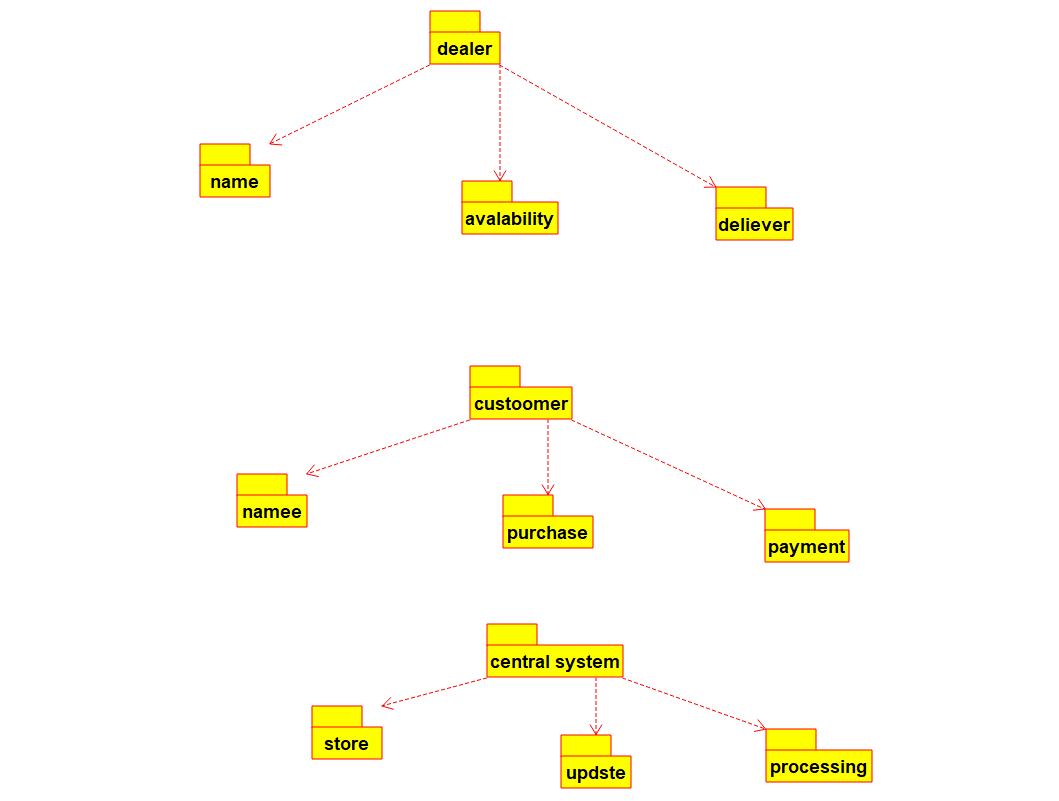 dealer
name
avalability
deliever
custoomer
namee
purchase
payment
central system
store
updste
processing